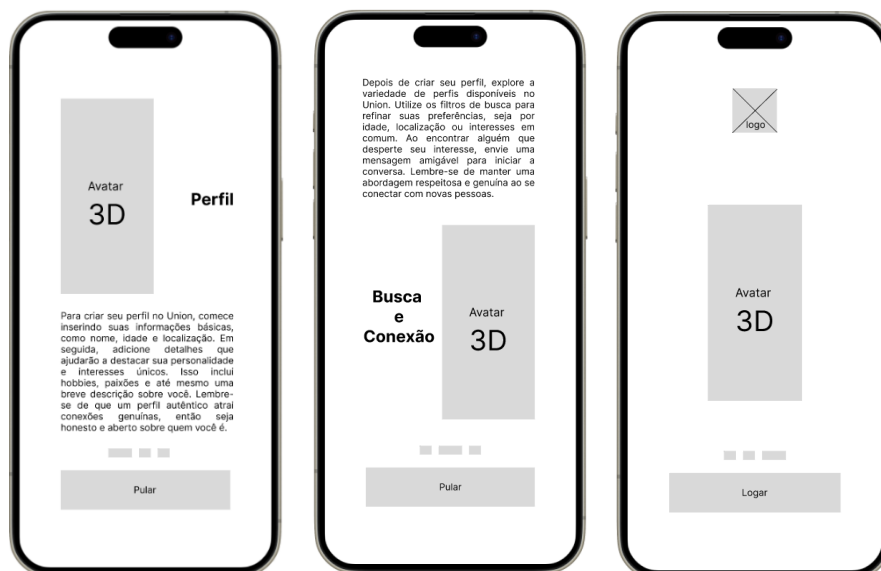 Avatar
3D
Perfil
Para criar seu perfil no Union, comece
inserindo suas informações básicas,
como nome, idade e localização. Em
seguida, adicione detalhes que
ajudarão a destacar sua personalidade
e interesses únicos. Isso inclui
hobbies, paixões e até mesmo uma
breve descrição sobre você. Lembre-
se de que um perfil autêntico atrai
conexões genuínas, então seja
honesto e aberto sobre quem você é.
Pular
Depois de criar seu perfil, explore a
variedade de perfis disponíveis no
Union. Utilize os filtros de busca para
refinar suas preferências, seja por
idade, localização ou interesses em
comum. Ao encontrar alguém que
desperte seu interesse, envie uma
mensagem amigável para iniciar a
conversa. Lembre-se de manter uma
abordagem respeitosa e genuína ao se
conectar com novas pessoas.
Busca
e
Conexão
Avatar
3D
Pular
logo
Avatar
3D
Logar